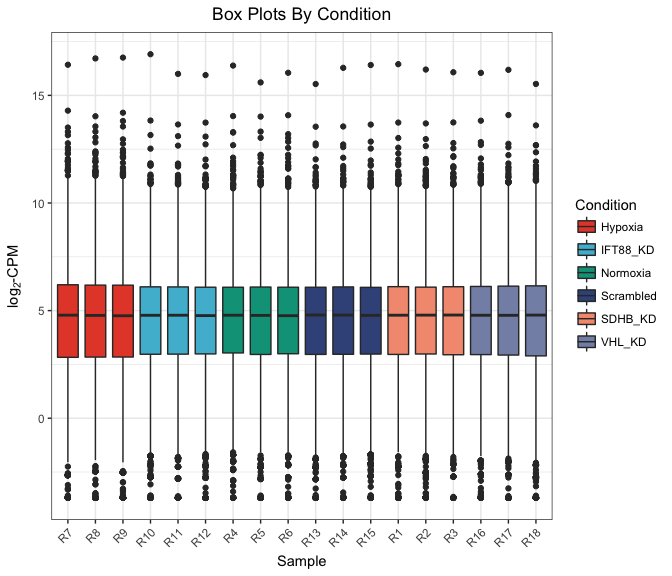 Box Plots By Condition
15
10
5
0
log₂-CPM
R7 R8 R9 R10 R11 R12 R4 R5 R6 R13 R14 R15 R1 R2 R3 R16 R17 R18
Sample
Condition
Hypoxia
IFT88_KD
Normoxia
Scrambled
SDHB_KD
VHL_KD